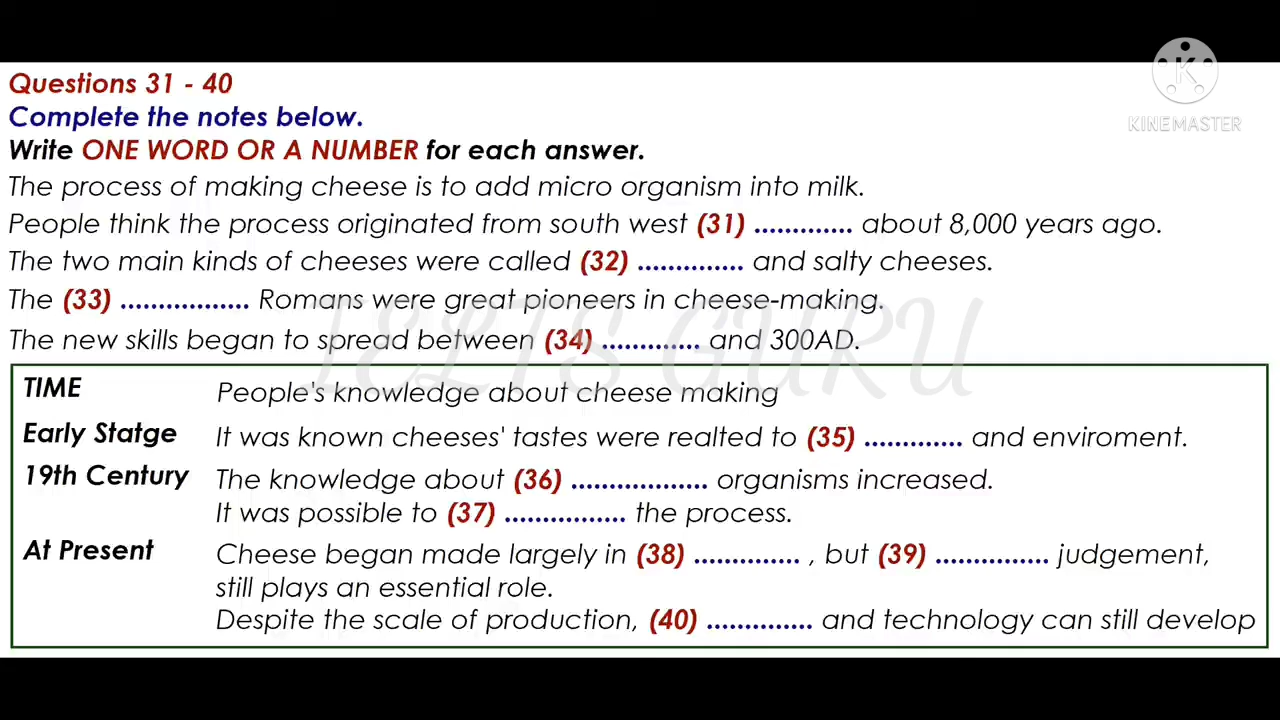 KINEMASTER
Questions 31 - 40
Complete the notes below.
Write ONE WORD OR A NUMBER for each answer.
The process of making cheese is to add micro organism into milk.
People think the process originated from south west (31) ............. about 8,000 years ago.
The two main kinds of cheeses were called (32) .............. and salty cheeses.
The (33) ................. Romans were great pioneers in cheese-making.
IELTS GURU
The new skills began to spread between (34) ............. and 300AD.
TIME People's knowledge about cheese making
Early Statge It was known cheeses' tastes were realted to (35) ............. and enviroment.
19th Century The knowledge about (36) .................. organisms increased.
It was possible to (37) ................ the process.
At Present Cheese began made largely in (38) .............. , but (39) ............... judgement,
still plays an essential role.
Despite the scale of production, (40) .............. and technology can still develop